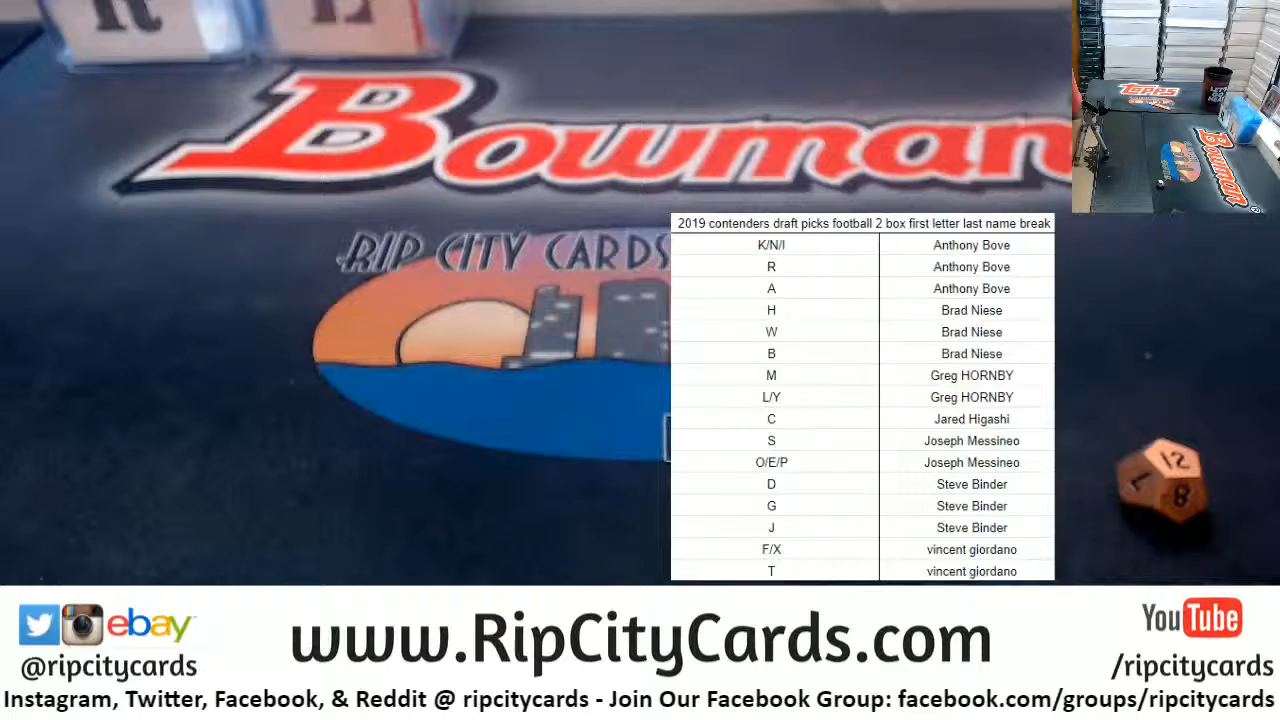 R E
Bowman
RIP CITY CARDS
Topps
Bowman
2019 contenders draft picks football 2 box first letter last name break
K/N/I Anthony Bove
R Anthony Bove
A Anthony Bove
H Brad Niese
W Brad Niese
B Brad Niese
M Greg HORNBY
L/Y Greg HORNBY
C Jared Higashi
S Joseph Messineo
O/E/P Joseph Messineo
D Steve Binder
G Steve Binder
J Steve Binder
F/X vincent giordano
T vincent giordano
12
8
ebay
@ripcitycards
www.RipCityCards.com
YouTube
/ripcitycards
Instagram, Twitter, Facebook, & Reddit @ ripcitycards - Join Our Facebook Group: facebook.com/groups/ripcitycards